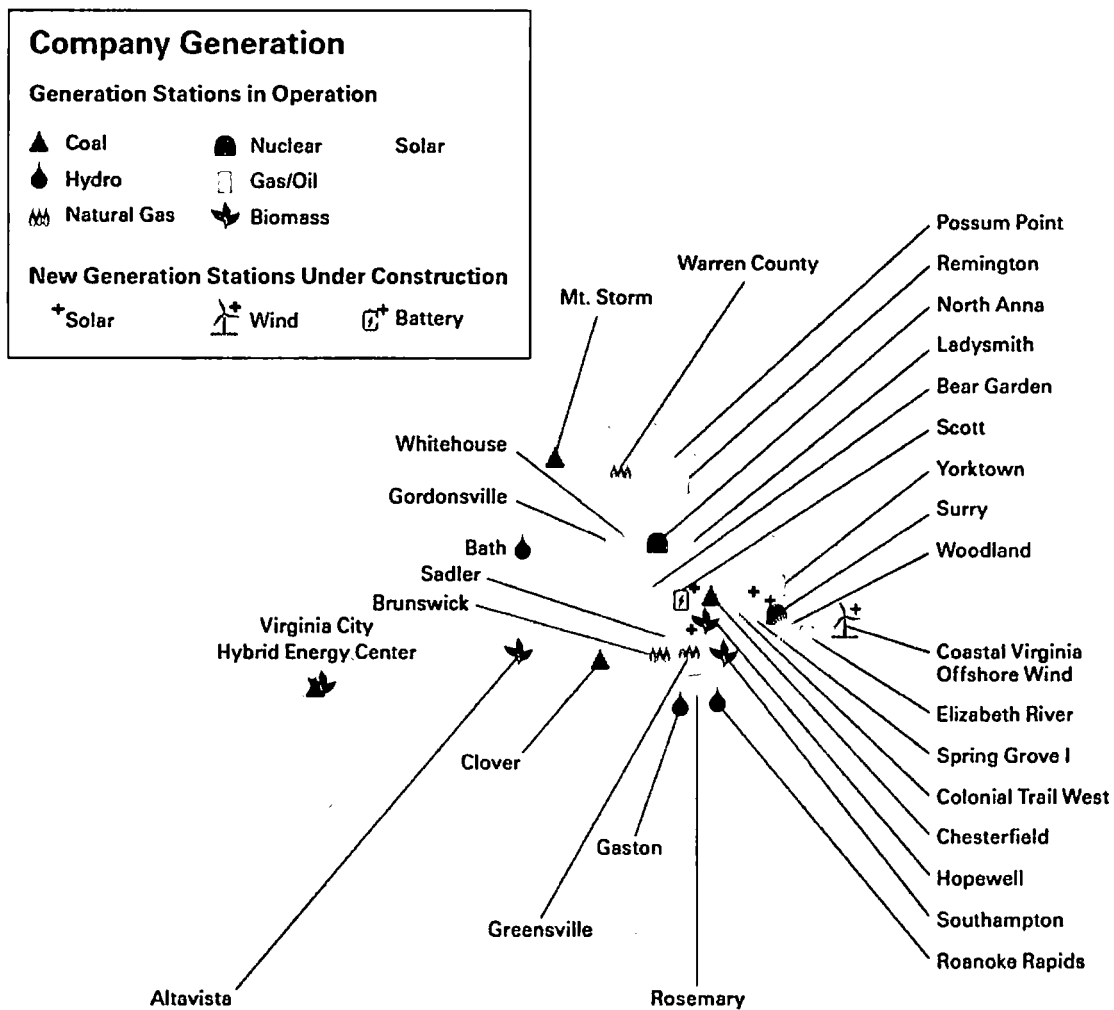 Company Generation
Generation Stations in Operation
Coal
Nuclear
Solar
Hydro
Gas/Oil
Natural Gas
Biomass
New Generation Stations Under Construction
Solar
Wind
Battery
Possum Point
Warren County
Remington
Mt. Storm
North Anna
Ladysmith
Bear Garden
Scott
Whitehouse
Yorktown
Gordonsville
Surry
Bath
Woodland
Sadler
Brunswick
Virginia City
Hybrid Energy Center
Coastal Virginia
Offshore Wind
Elizabeth River
Clover
Spring Grove I
Colonial Trail West
Chesterfield
Gaston
Hopewell
Greensville
Southampton
Roanoke Rapids
Altavista
Rosemary